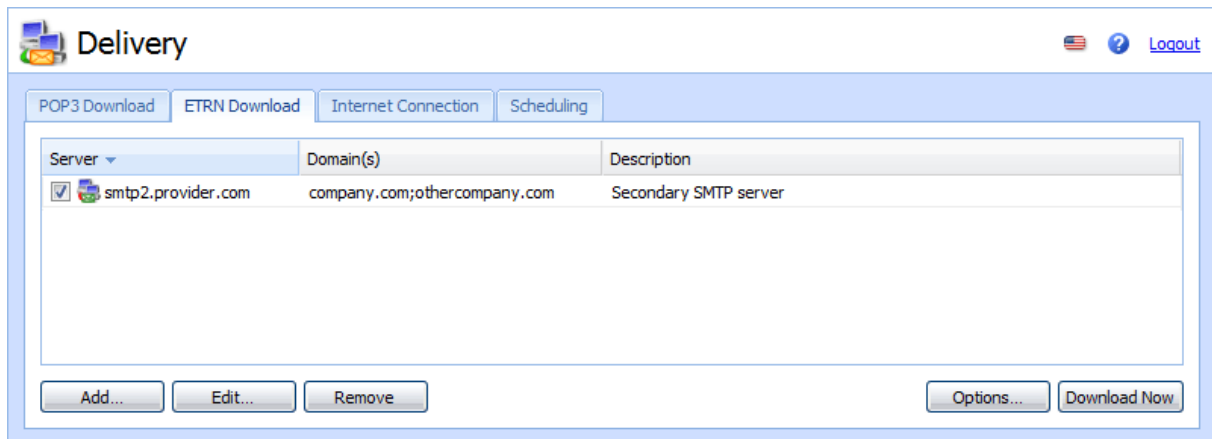 Delivery
Logout
POP3 Download ETRN Download Internet Connection Scheduling
Server Domain(s) Description
smtp2.provider.com company.com;othercompany.com Secondary SMTP server
Add... Edit... Remove Options... Download Now